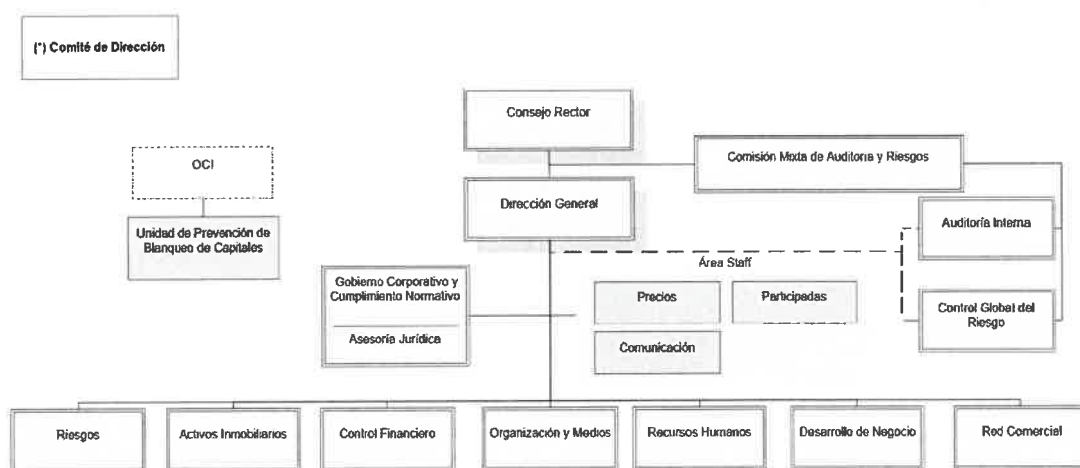 (*) Comité de Dirección
Consejo Rector
OCI
Comisión Mixta de Auditoría y Riesgos
Dirección General
Unidad de Prevención de
Blanqueo de Capitales
Auditoría Interna
Área Staff
Gobierno Corporativo y
Cumplimiento Normativo
Asesoría Jurídica
Precios
Participadas
Control Global del
Riesgo
Comunicación
Riesgos
Activos Inmobiliarios
Control Financiero
Organización y Medios
Recursos Humanos
Desarrollo de Negocio
Red Comercial